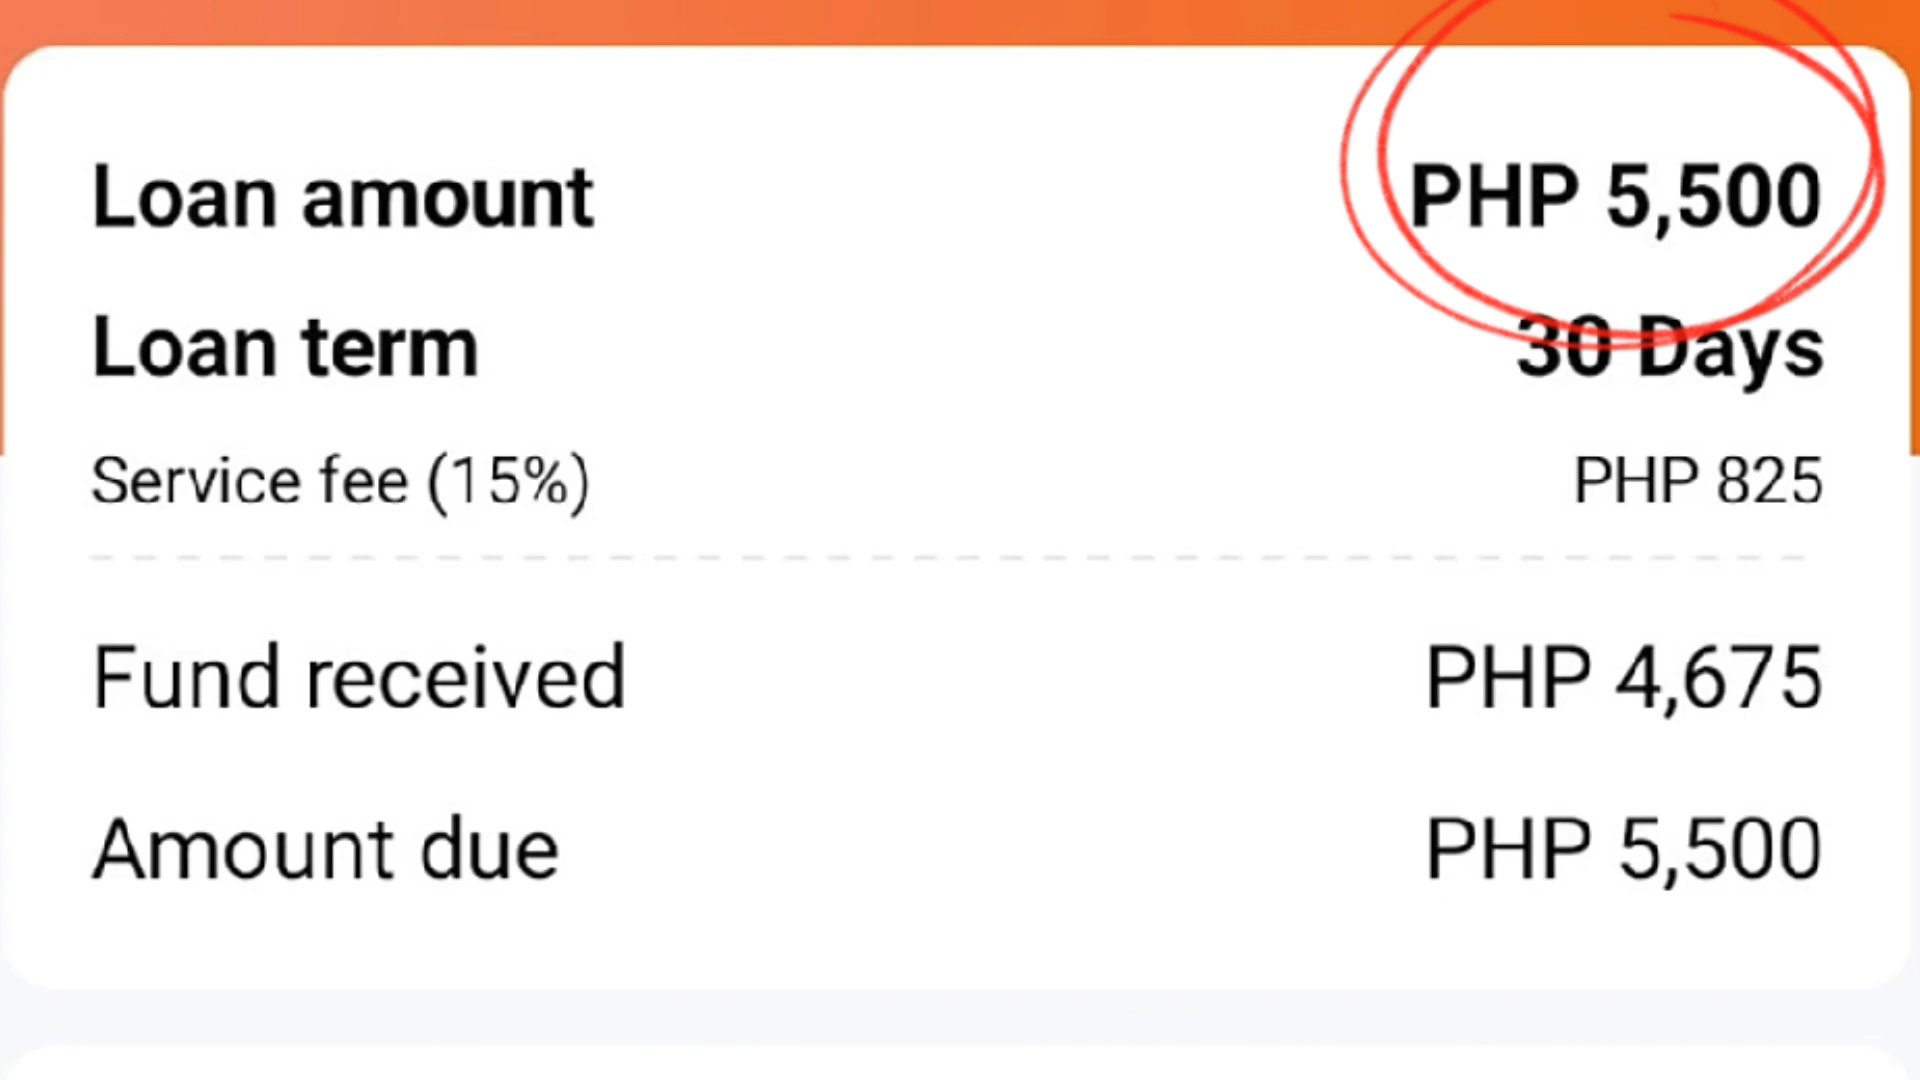 Loan amount PHP 5,500
Loan term 30 Days
Service fee (15%) PHP 825
Fund received PHP 4,675
Amount due PHP 5,500